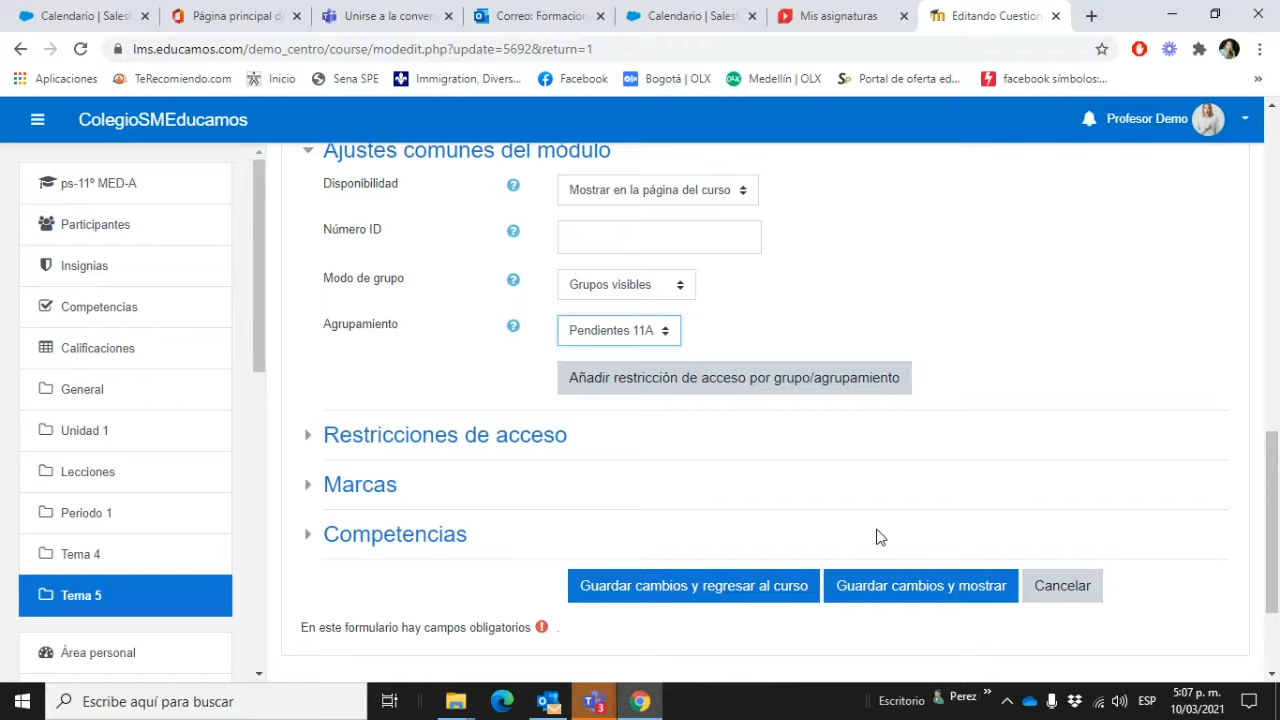 Calendario | Salesf
Página principal de
Unirse a la convers
Correo: Formacion
Calendario | Salesf
Mis asignaturas
Editando Cuestion
lms.educamos.com/demo_centro/course/modedit.php?update=5692&return=1
Aplicaciones
TeRecomiendo.com
Inicio
Sena SPE
Immigration, Divers...
Facebook
Bogotá | OLX
Medellín | OLX
Portal de oferta ed...
facebook símbolos:...
»
ColegioSMEducamos
Profesor Demo
ps-11º MED-A
Participantes
Insignias
Competencias
Calificaciones
General
Unidad 1
Lecciones
Periodo 1
Tema 4
Tema 5
Área personal
Ajustes comunes del módulo
Disponibilidad
Mostrar en la página del curso
Número ID
Modo de grupo
Grupos visibles
Agrupamiento
Pendientes 11A
Añadir restricción de acceso por grupo/agrupamiento
Restricciones de acceso
Marcas
Competencias
Guardar cambios y regresar al curso
Guardar cambios y mostrar
Cancelar
En este formulario hay campos obligatorios .
Escribe aquí para buscar
3
Escritorio
Perez
»
ESP
5:07 p. m.
10/03/2021